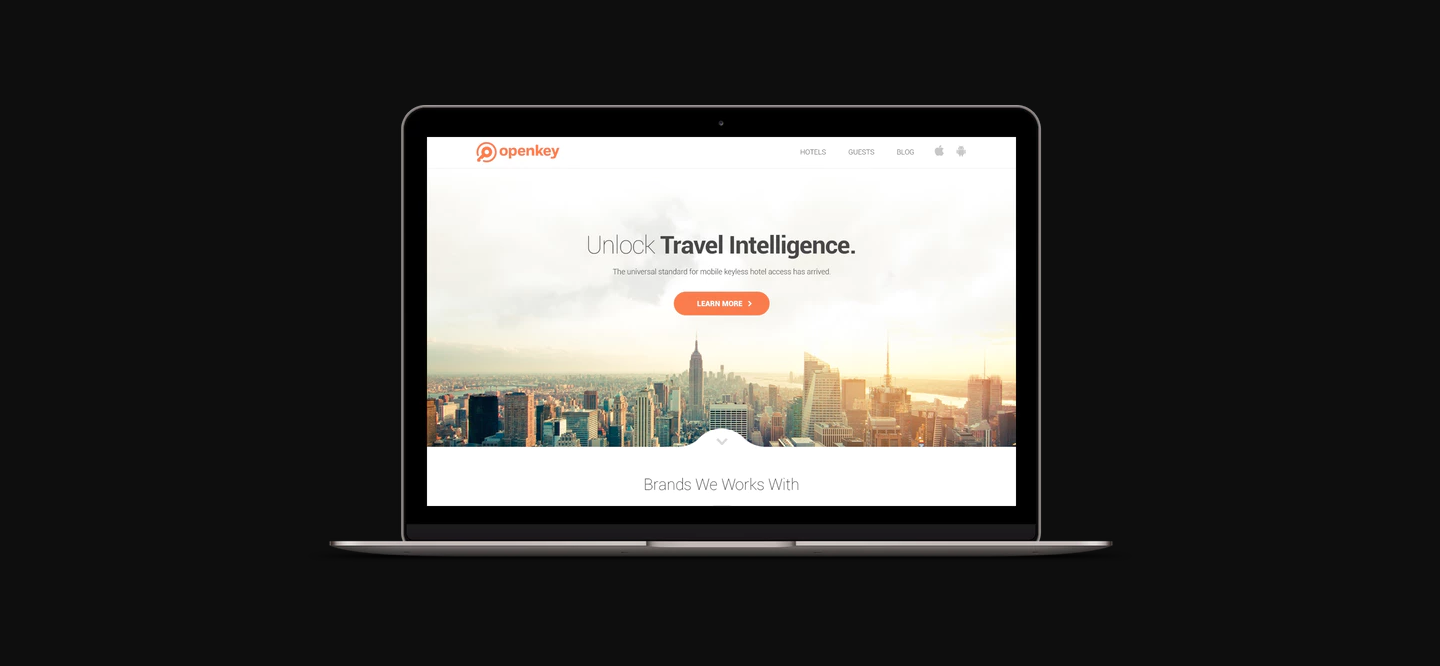 openkey
HOTELS GUESTS BLOG
Unlock Travel Intelligence.
The universal standard for mobile keyless hotel access has arrived.
LEARN MORE
Brands We Works With